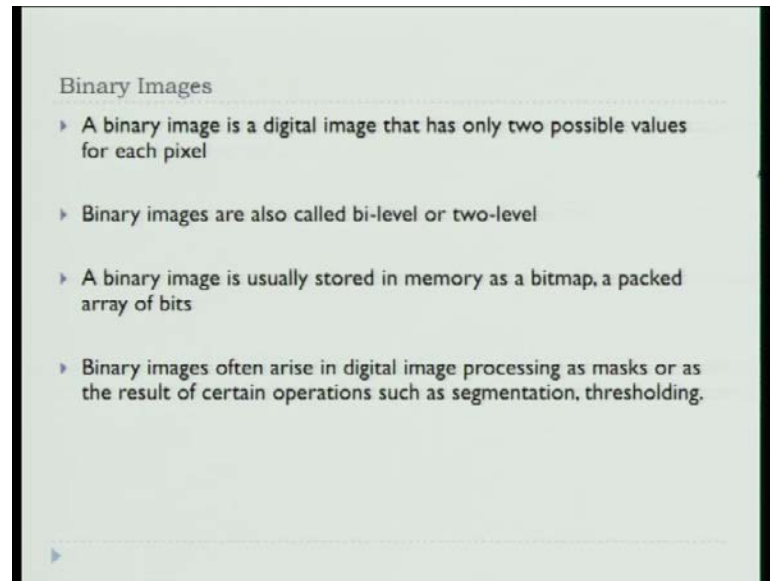 Binary Images
A binary image is a digital image that has only two possible values
for each pixel
Binary images are also called bi-level or two-level
A binary image is usually stored in memory as a bitmap, a packed
array of bits
Binary images often arise in digital image processing as masks or as
the result of certain operations such as segmentation, thresholding.